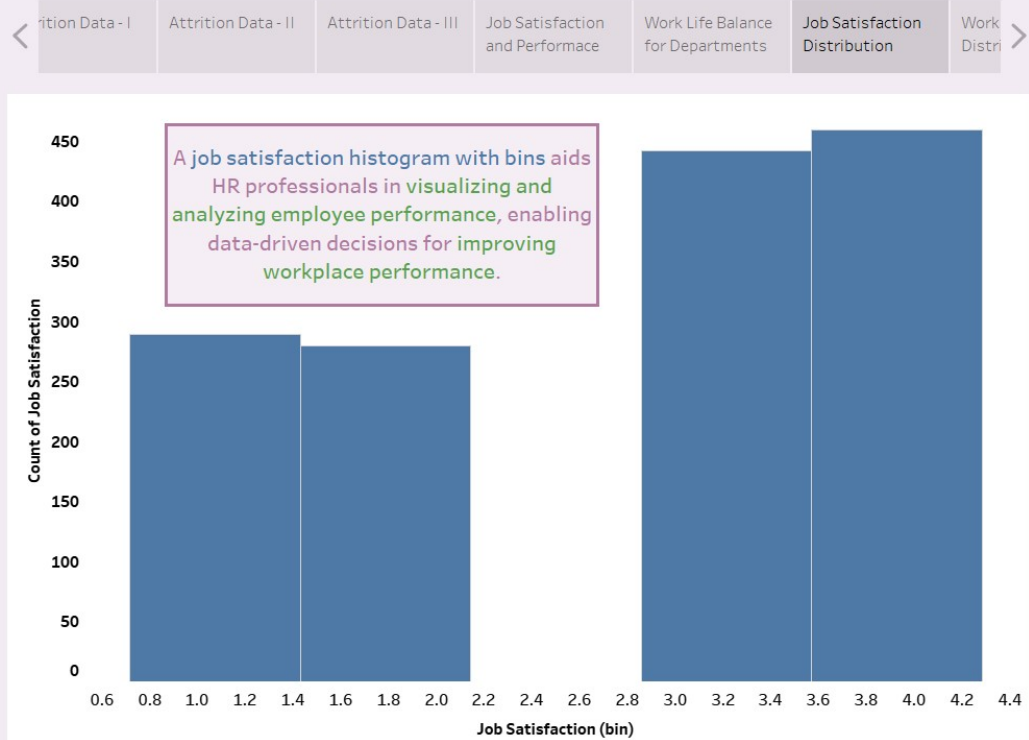 rition Data - I
Attrition Data - II
Attrition Data - III
Job Satisfaction
and Performace
Work Life Balance
for Departments
Job Satisfaction
Distribution
Work
Distri
A job satisfaction histogram with bins aids
HR professionals in visualizing and
analyzing employee performance, enabling
data-driven decisions for improving
workplace performance.
Count of Job Satisfaction
450
400
350
300
250
200
150
100
50
0
0.6 0.8 1.0 1.2 1.4 1.6 1.8 2.0 2.2 2.4 2.6 2.8 3.0 3.2 3.4 3.6 3.8 4.0 4.2 4.4
Job Satisfaction (bin)